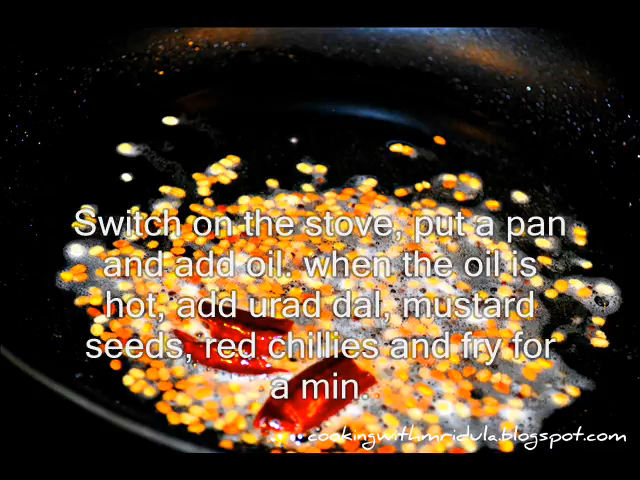 Switch on the stove, put a pan
and add oil. when the oil is
hot, add urad dal, mustard
seeds, red chillies and fry for
a min.
cookingwithmridula.blogspot.com